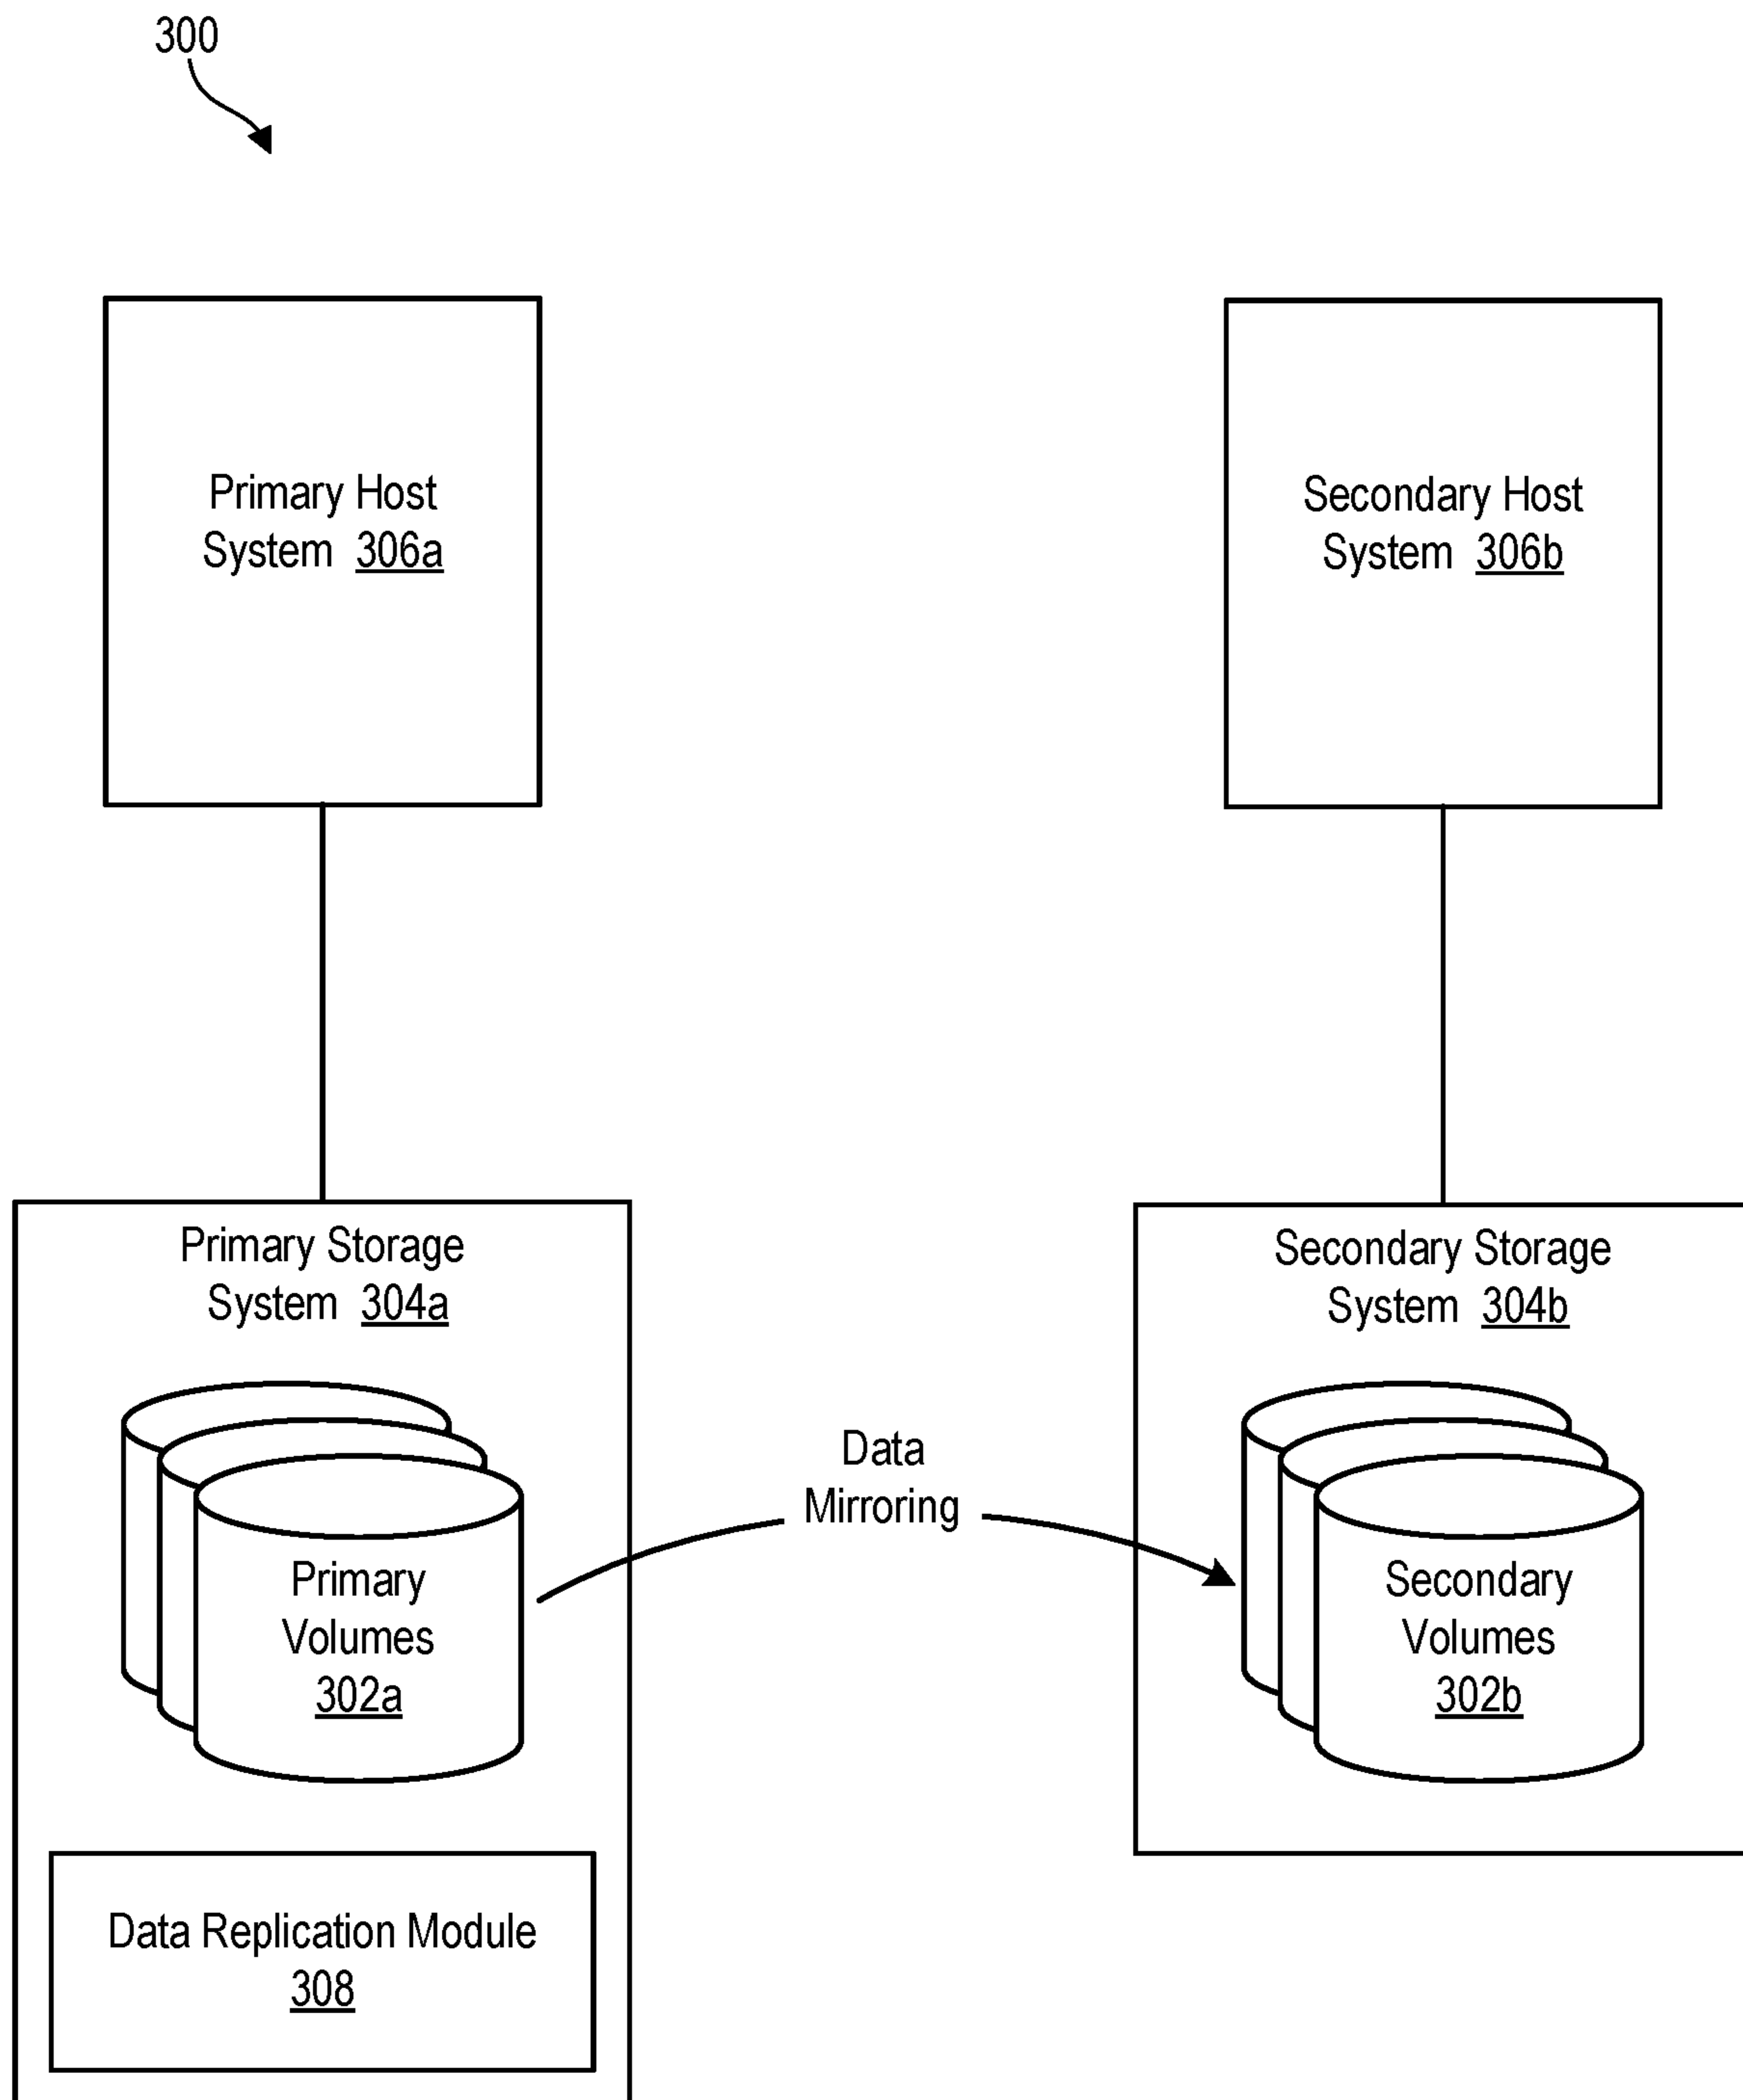 300
Primary Host
System 306a
Secondary Host
System 306b
Primary Storage
System 304a
Secondary Storage
System 304b
Data
Mirroring
Primary
Volumes
302a
Secondary
Volumes
302b
Data Replication Module
308